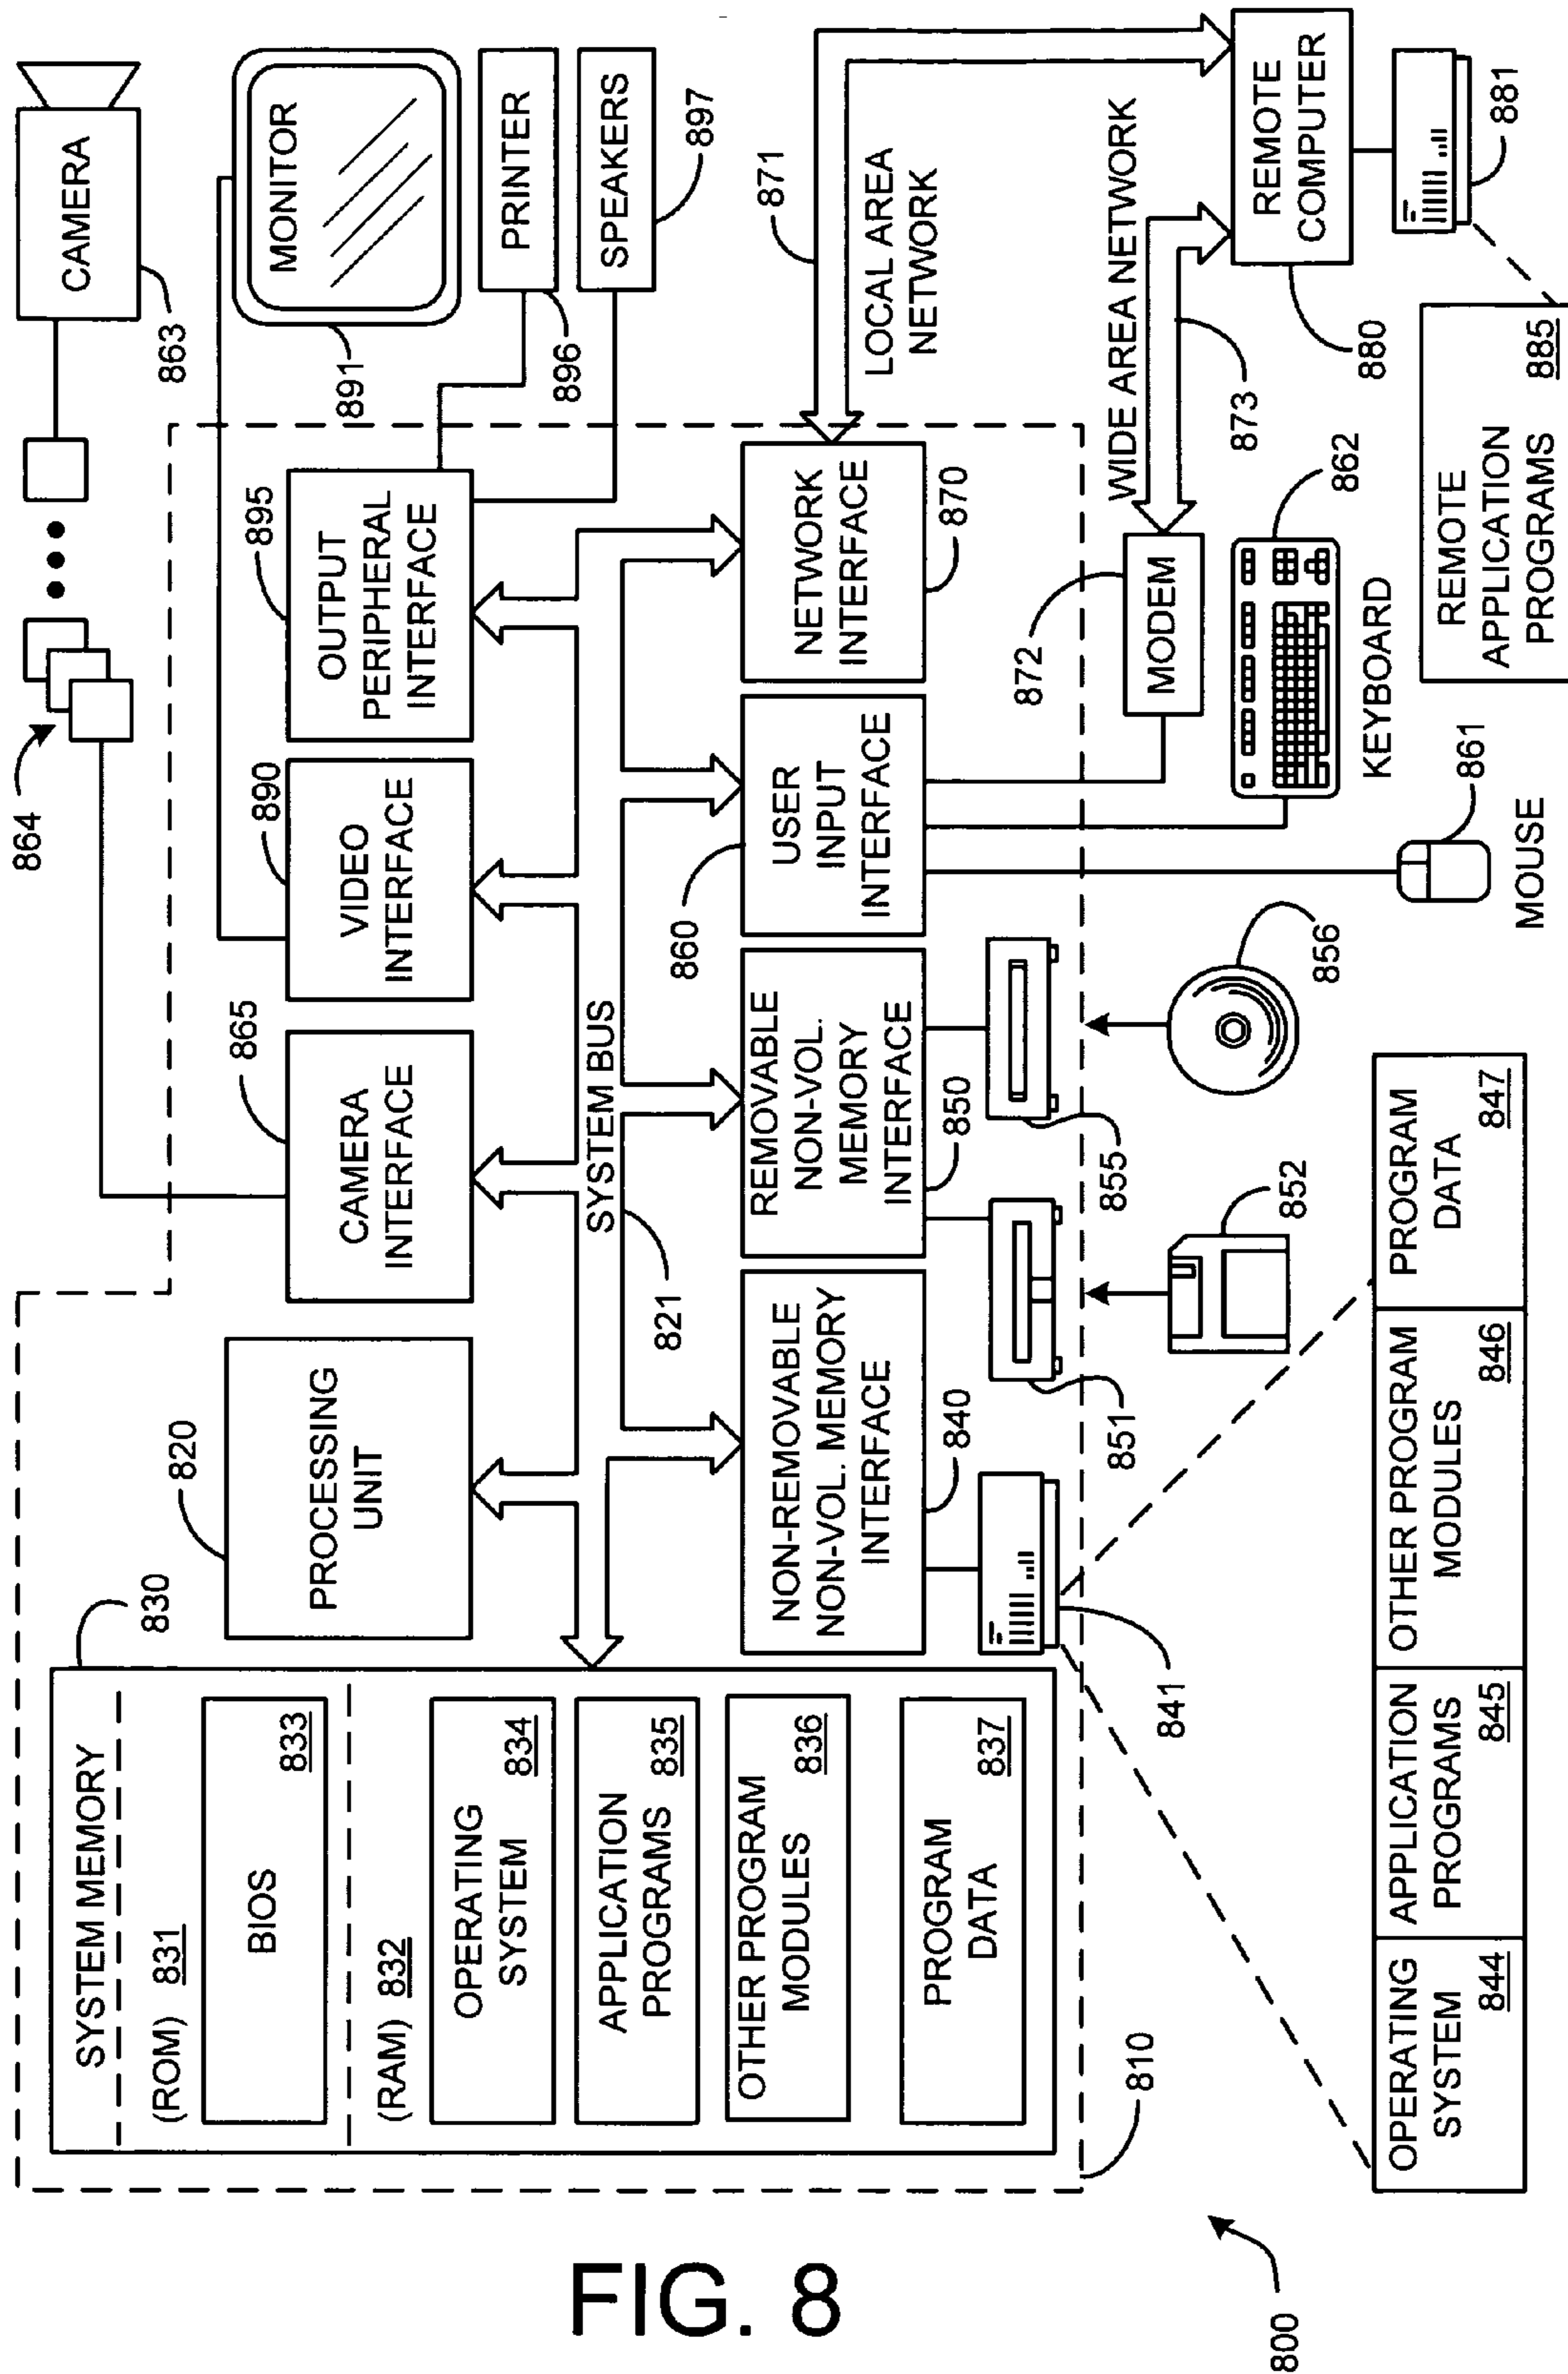 CAMERA
863
864
MONITOR
891
PRINTER
896
SPEAKERS
897
830
820
865
890
895
SYSTEM MEMORY
(ROM) 831
BIOS
833
(RAM) 832
OPERATING
SYSTEM
834
APPLICATION
PROGRAMS
835
OTHER PROGRAM
MODULES
836
PROGRAM
DATA
837
PROCESSING
UNIT
CAMERA
INTERFACE
VIDEO
INTERFACE
OUTPUT
PERIPHERAL
INTERFACE
SYSTEM BUS
821
860
NON-REMOVABLE
NON-VOL. MEMORY
INTERFACE
840
REMOVABLE
NON-VOL.
MEMORY
INTERFACE
850
USER
INPUT
INTERFACE
NETWORK
INTERFACE
870
871
LOCAL AREA
NETWORK
WIDE AREA NETWORK
873
872
MODEM
REMOTE
COMPUTER
880
881
810
841
851
855
852
856
862
KEYBOARD
861
MOUSE
OPERATING
SYSTEM
844
APPLICATION
PROGRAMS
845
OTHER PROGRAM
MODULES
846
PROGRAM
DATA
847
REMOTE
APPLICATION
PROGRAMS
885
800
FIG. 8